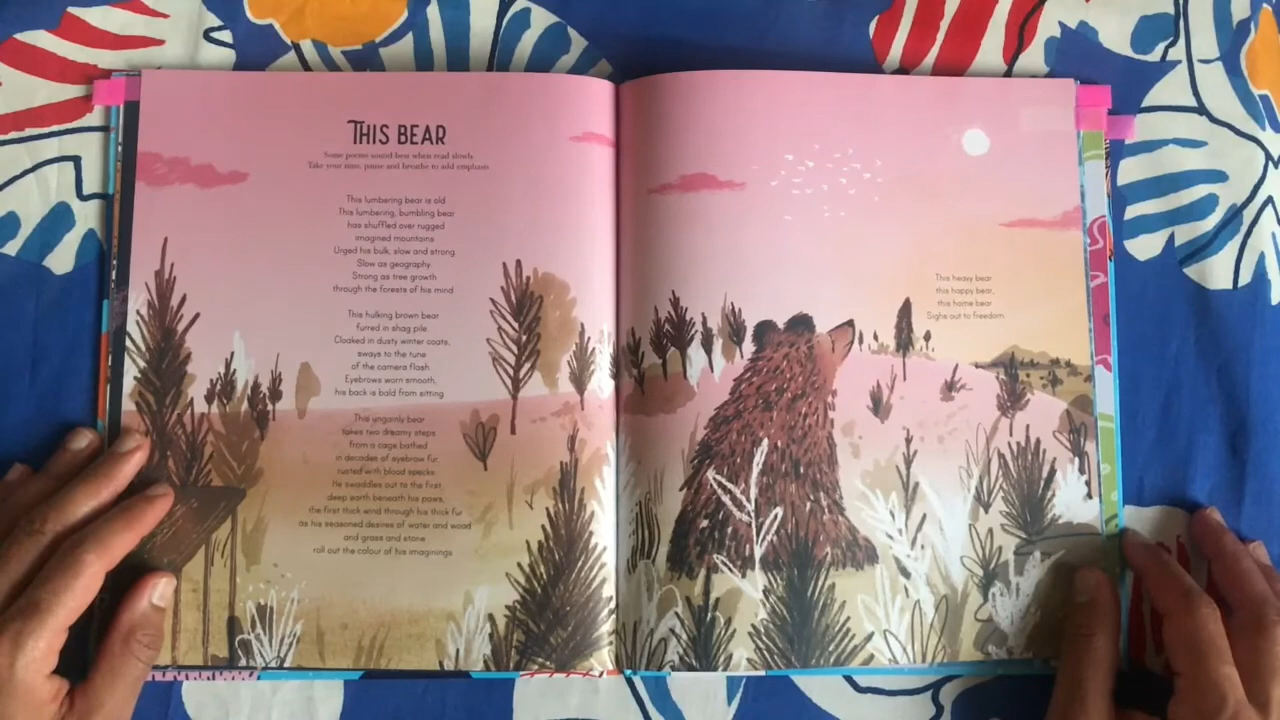 THIS BEAR
Some poems sound best when read slowly.
Take your time, pause and breathe to add emphasis
This lumbering bear is old
This lumbering, bumbling bear
has shuffled over rugged
imagined mountains
Urged his bulk, slow and strong
Slow as geography
Strong as tree growth
through the forests of his mind
This hulking brown bear
furred in shag pile.
Cloaked in dusty winter coats,
sways to the tune
of the camera flash
Eyebrows worn smooth,
his back is bald from sitting
This ungainly bear
takes two dreamy steps
from a cage bathed
in decades of eyebrow fur,
rusted with blood specks.
He swaddles out to the first
deep earth beneath his paws,
the first thick wind through his thick fur
as his seasoned desires of water and wood
and grass and stone
roll out the colour of his imaginings
This heavy bear
this happy bear,
this home bear
Sighs out to freedom.